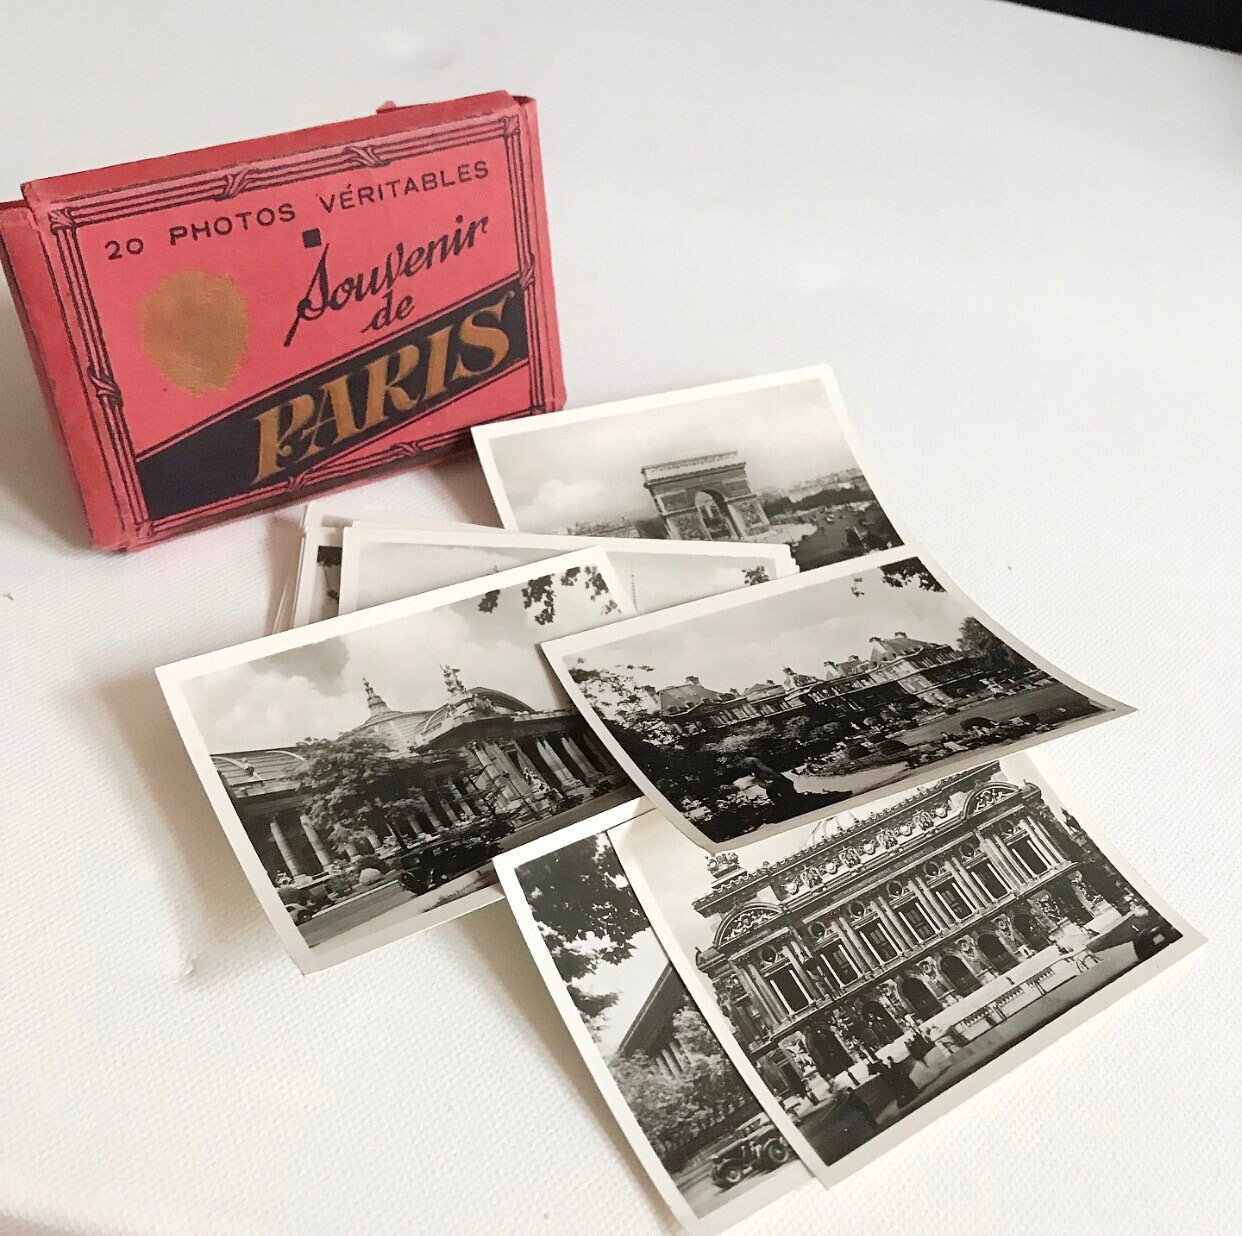 20 PHOTOS VÉRITABLES
Souvenir
de
PARIS